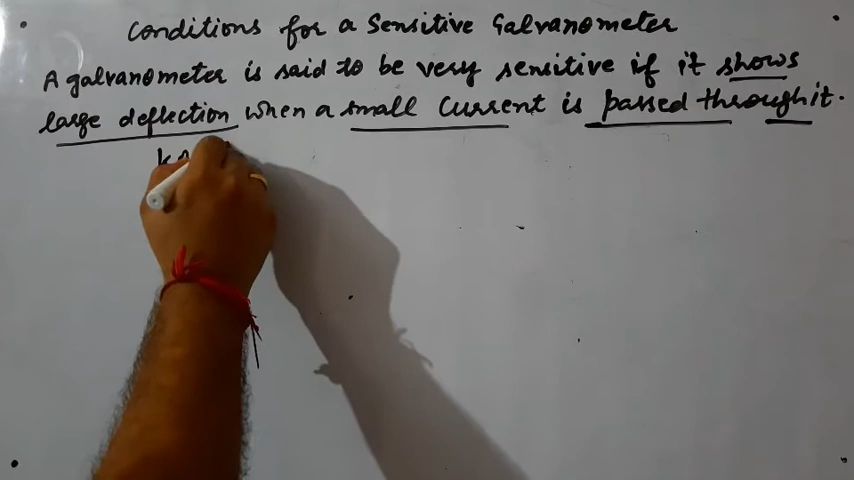 Conditions for a Sensitive Galvanometer
A galvanometer is said to be very sensitive if it shows
large deflection when a small current is passed through it.